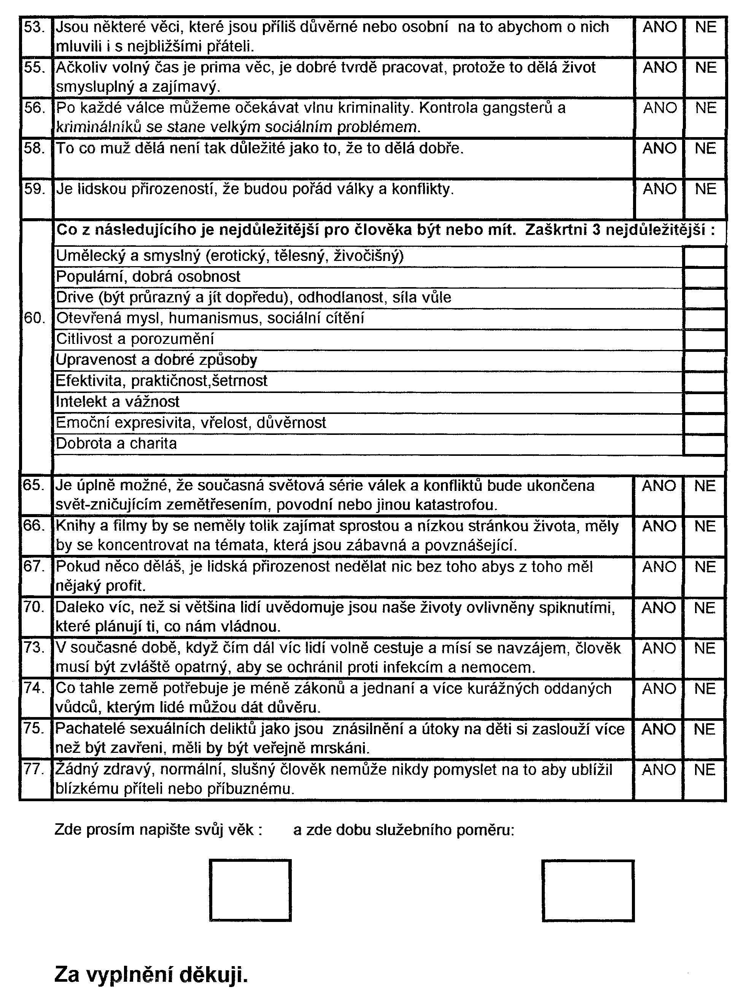 53. Jsou některé věci, které jsou příliš důvěrné nebo osobní na to abychom o nich ANO NE
mluvili i s nejbližšími přáteli.
55. Ačkoliv volný čas je prima věc, je dobré tvrdě pracovat, protože to dělá život ANO NE
smysluplný a zajímavý.
56. Po každé válce můžeme očekávat vlnu kriminality. Kontrola gangsterů a ANO NE
kriminálníků se stane velkým sociálním problémem.
58. To co muž dělá není tak důležité jako to, že to dělá dobře. ANO NE
59. Je lidskou přirozeností, že budou pořád války a konflikty. ANO NE
Co z následujícího je nejdůležitější pro člověka být nebo mít. Zaškrtni 3 nejdůležitější :
Umělecký a smyslný (erotický, tělesný, živočišný)
Populární, dobrá osobnost
Drive (být průrazný a jít dopředu), odhodlanost, síla vůle
60. Otevřená mysl, humanismus, sociální cítění
Citlivost a porozumění
Upravenost a dobré způsoby
Efektivita, praktičnost,šetrnost
Intelekt a vážnost
Emoční expresivita, vřelost, důvěrnost
Dobrota a charita
65. Je úplně možné, že současná světová série válek a konfliktů bude ukončena ANO NE
svět-zničujícím zemětřesením, povodní nebo jinou katastrofou.
66. Knihy a filmy by se neměly tolik zajímat sprostou a nízkou stránkou života, měly ANO NE
by se koncentrovat na témata, která jsou zábavná a povznášející.
67. Pokud něco děláš, je lidská přirozenost nedělat nic bez toho abys z toho měl ANO NE
nějaký profit.
70. Daleko víc, než si většina lidí uvědomuje jsou naše životy ovlivněny spiknutími, ANO NE
které plánují ti, co nám vládnou.
73. V současné době, když čím dál víc lidí volně cestuje a mísí se navzájem, člověk ANO NE
musí být zvláště opatrný, aby se ochránil proti infekcím a nemocem.
74. Co tahle země potřebuje je méně zákonů a jednaní a více kurážných oddaných ANO NE
vůdců, kterým lidé můžou dát důvěru.
75. Pachatelé sexuálních deliktů jako jsou znásilnění a útoky na děti si zaslouží více ANO NE
než být zavřeni, měli by být veřejně mrskáni.
77. Žádný zdravý, normální, slušný člověk nemůže nikdy pomyslet na to aby ublížil ANO NE
blízkému příteli nebo příbuznému.
Zde prosím napište svůj věk : a zde dobu služebního poměru:
Za vyplnění děkuji.